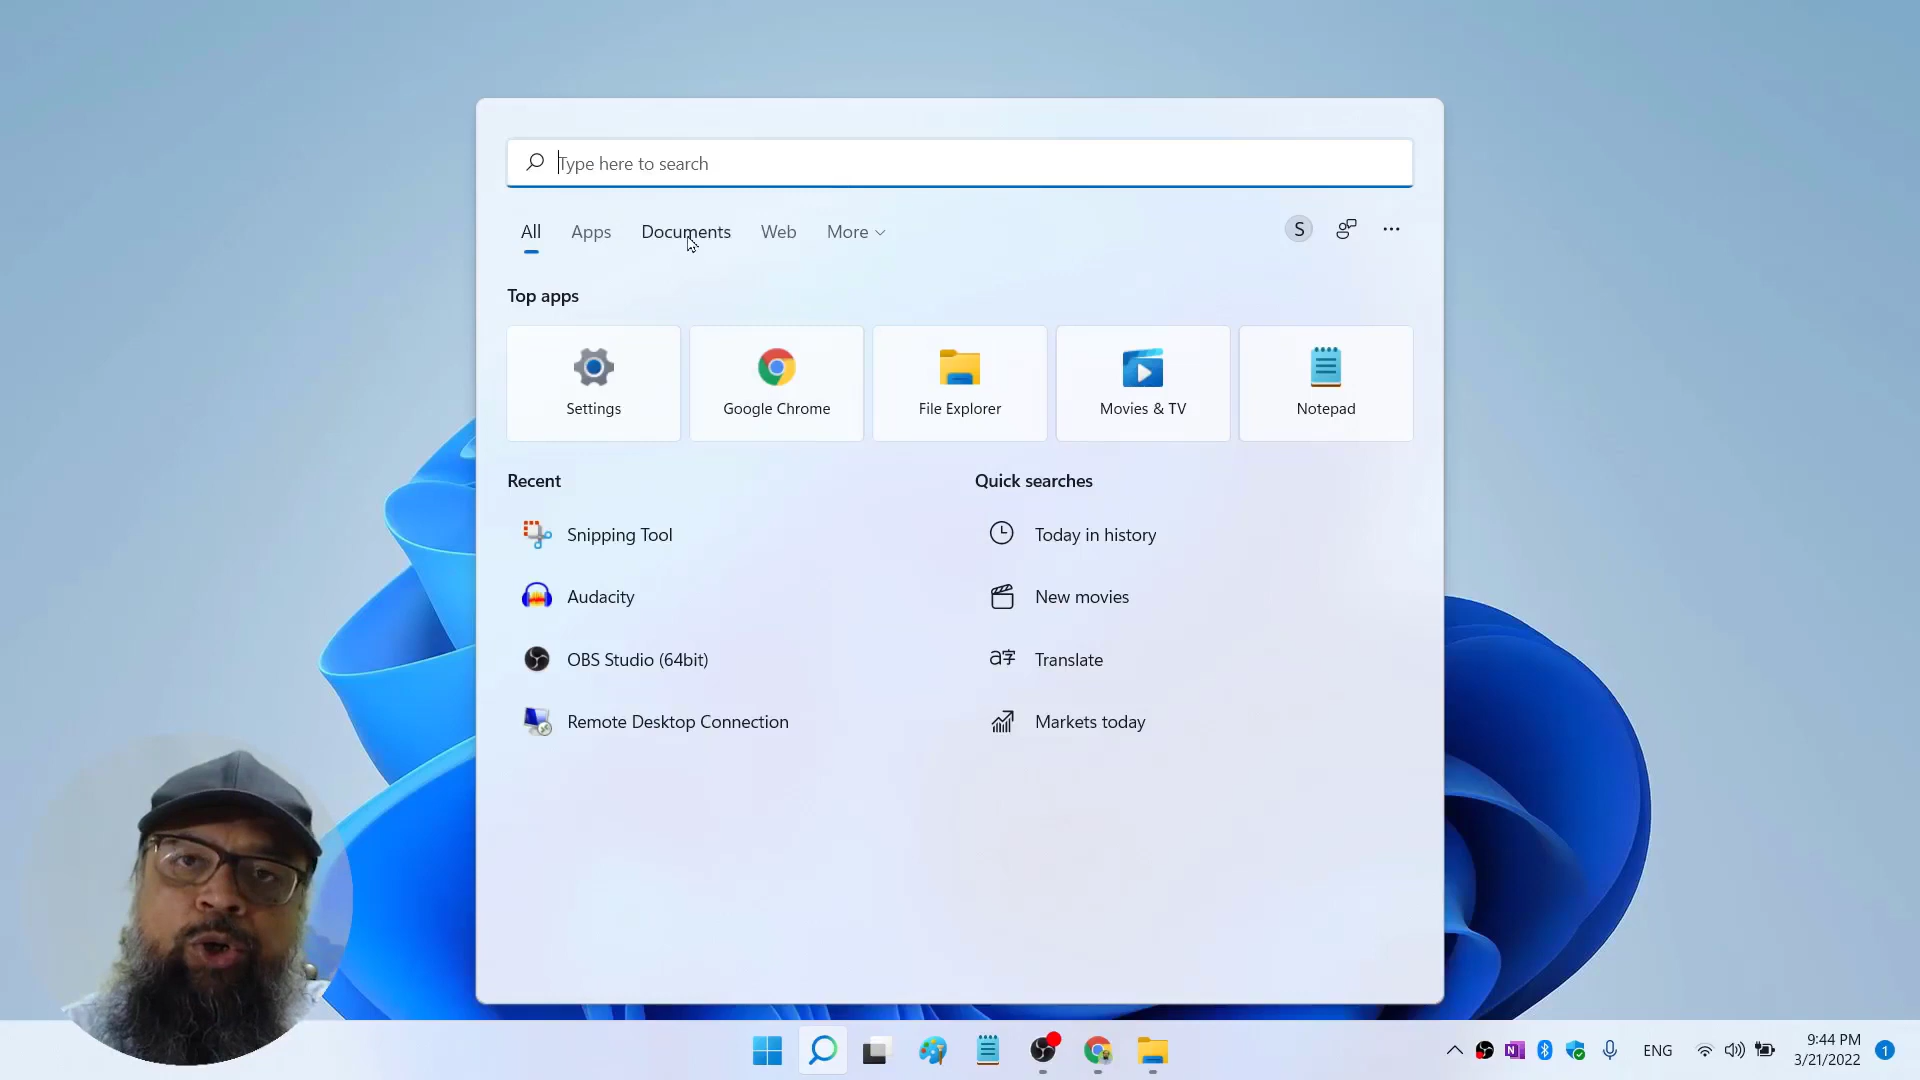 Type here to search
All Apps Documents Web More
S
Top apps
Settings Google Chrome File Explorer Movies & TV Notepad
Recent
Quick searches
Snipping Tool
Today in history
Audacity
New movies
OBS Studio (64bit)
Translate
Remote Desktop Connection
Markets today
ENG
9:44 PM
3/21/2022
1